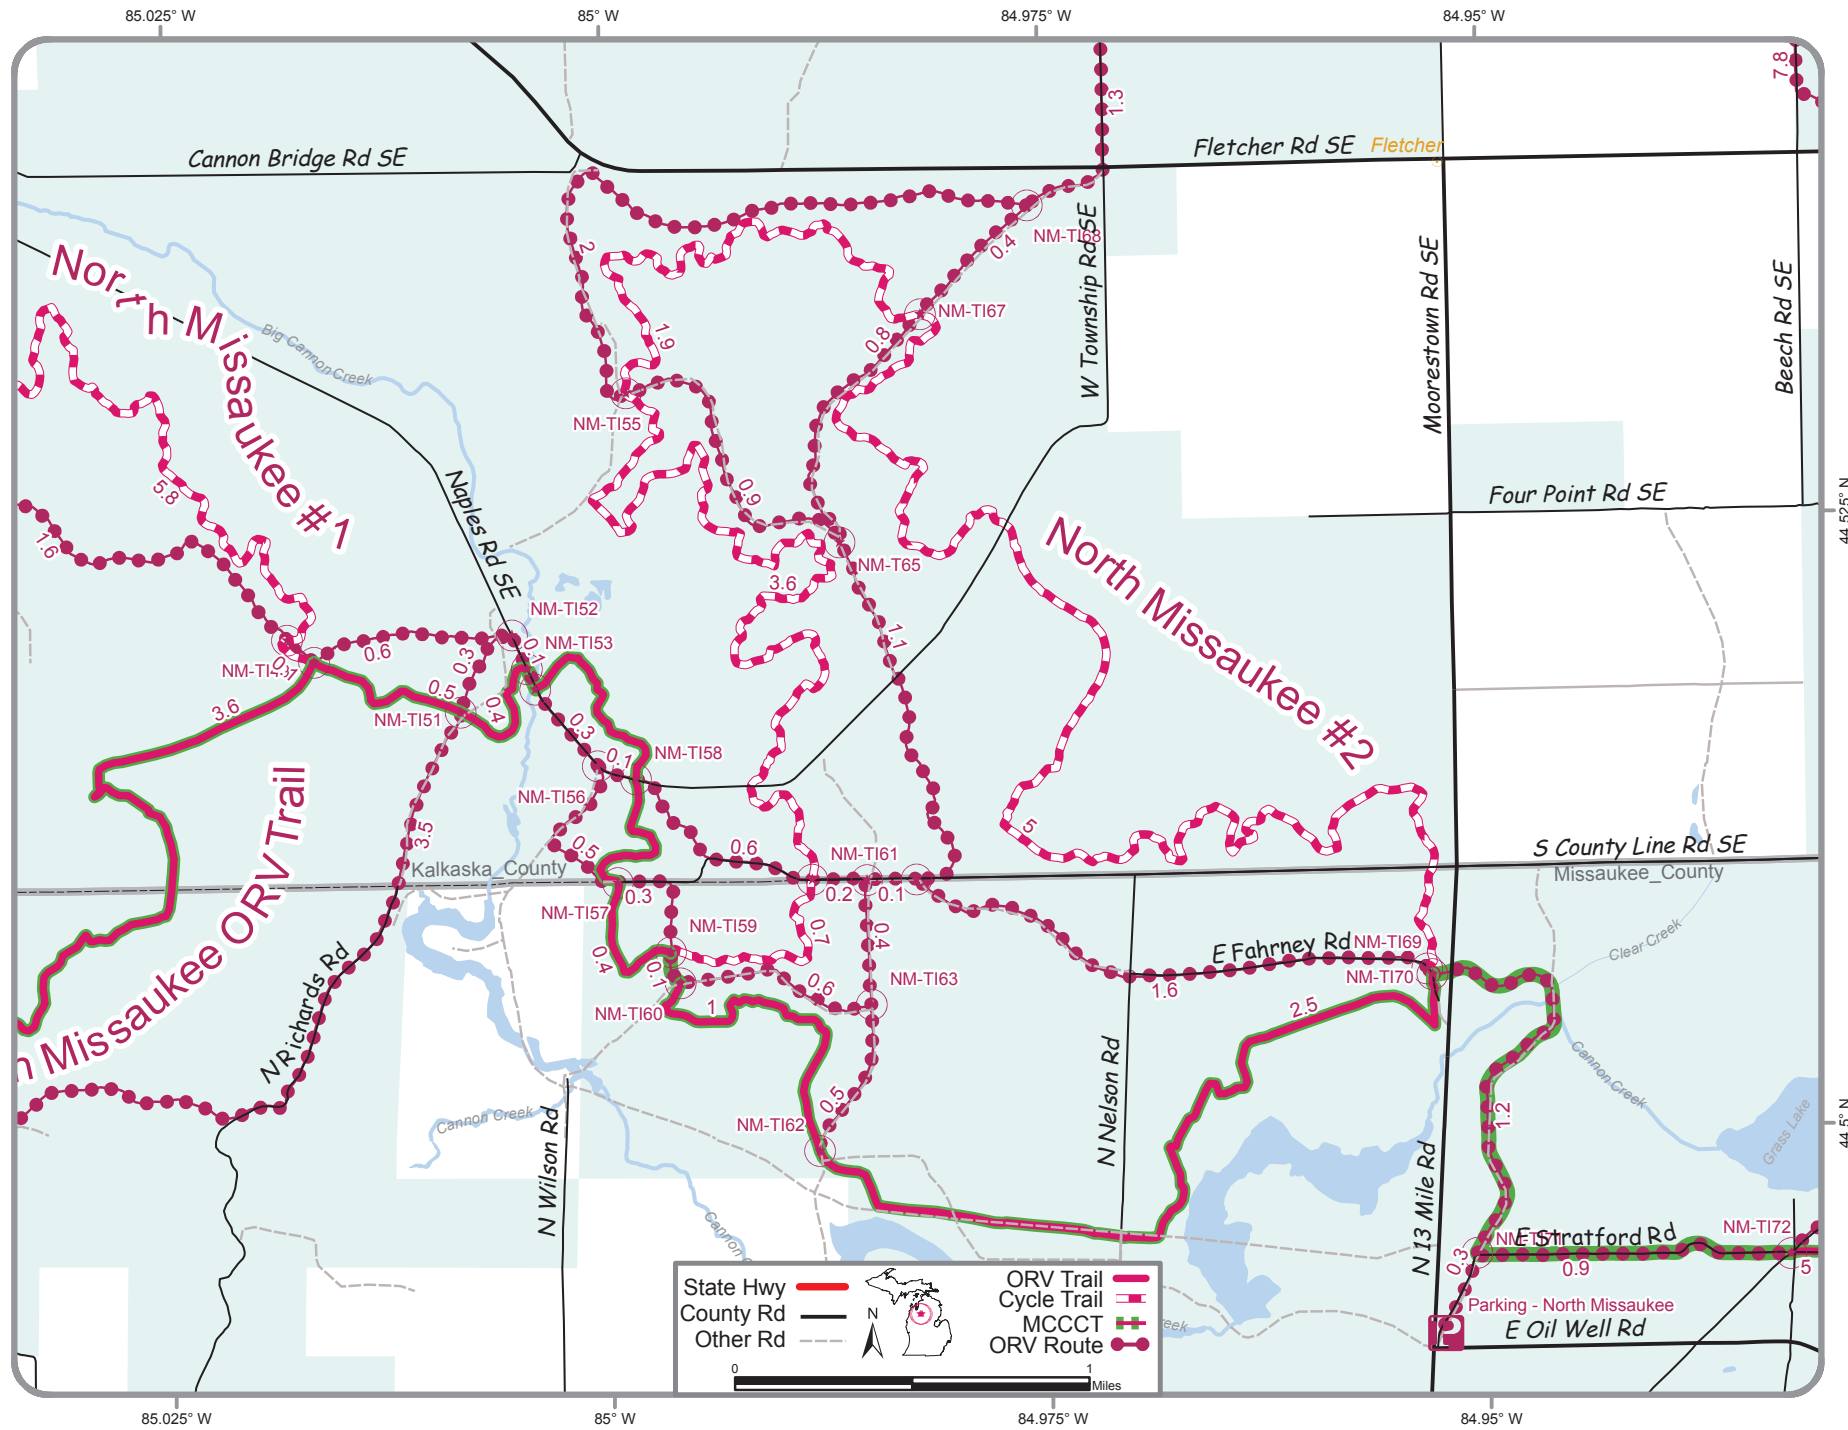 85.025° W
85° W
84.975° W
84.95° W
7.8
1.3
Cannon Bridge Rd SE
Fletcher Rd SE
Fletcher
2
NM-TI68
0.4
W Township Rd SE
Moorestown Rd SE
Beech Rd SE
North Missaukee #1
Big Cannon Creek
NM-TI67
1.9
0.8
NM-TI55
5.8
Naples Rd SE
0.9
Four Point Rd SE
44.525° N
1.6
North Missaukee #2
NM-TI65
3.6
NM-TI52
0.1
NM-TI53
1.1
0.6
0.3
0.1
0.5
0.4
3.6
NM-TI51
0.3
0.1
NM-TI58
NM-TI56
Missaukee ORV Trail
3.5
0.5
0.6
5
NM-TI61
S County Line Rd SE
Kalkaska_County
Missaukee_County
0.3
0.2
0.1
NM-TI57
NM-TI59
0.7
0.4
0.4
0.1
E Fahrney Rd
NM-TI69
NM-TI70
Clear Creek
N Richards Rd
NM-TI60
1
0.6
NM-TI63
1.6
2.5
Cannon Creek
Cannon Creek
NM-TI62
0.5
N Nelson Rd
1.2
Grass Lake
44.5° N
N Wilson Rd
Cannon
N 13 Mile Rd
E Stratford Rd
NM-TI72
0.3
0.9
5
Parking - North Missaukee
P
E Oil Well Rd
State Hwy
County Rd
Other Rd
N
ORV Trail
Cycle Trail
MCCCT
ORV Route
0
1
Miles
85.025° W
85° W
84.975° W
84.95° W